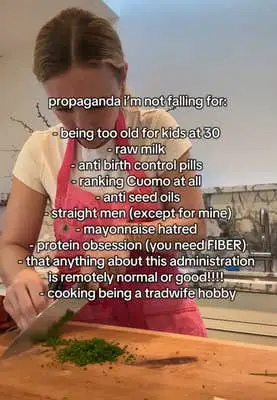 propaganda i'm not falling for:
- being too old for kids at 30
- raw milk
- anti birth control pills
- ranking Cuomo at all
- anti seed oils
- straight men (except for mine)
- mayonnaise hatred
- protein obsession (you need FIBER)
- that anything about this administration
is remotely normal or good!!!!
- cooking being a tradwife hobby